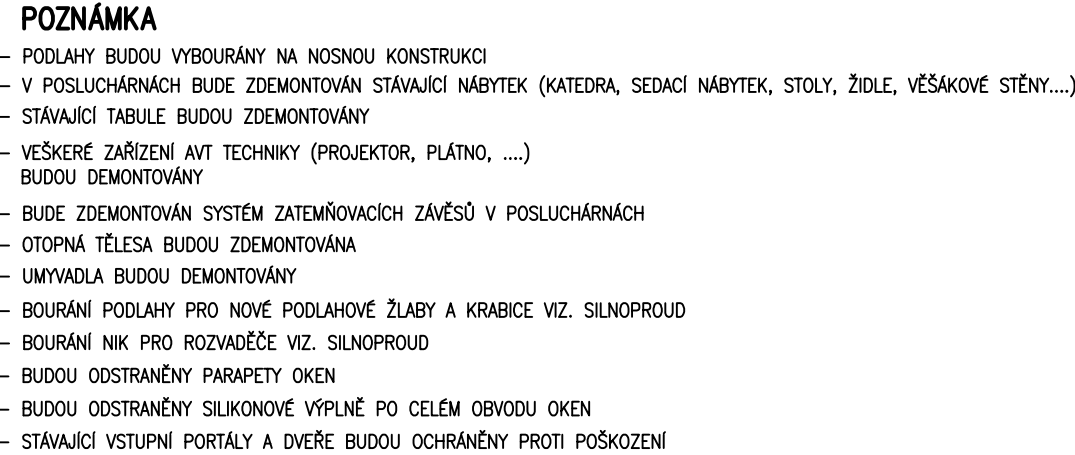 POZNÁMKA
– PODLAHY BUDOU VYBOURÁNY NA NOSNOU KONSTRUKCI
– V POSLUCHÁRNÁCH BUDE ZDEMONTOVÁN STÁVAJÍCÍ NÁBYTEK (KATEDRA, SEDACÍ NÁBYTEK, STOLY, ŽIDLE, VĚŠÁKOVÉ STĚNY....)
– STÁVAJÍCÍ TABULE BUDOU ZDEMONTOVÁNY
– VEŠKERÉ ZAŘÍZENÍ AVT TECHNIKY (PROJEKTOR, PLÁTNO, ....)
BUDOU DEMONTOVÁNY
– BUDE ZDEMONTOVÁN SYSTÉM ZATEMŇOVACÍCH ZÁVĚSŮ V POSLUCHÁRNÁCH
– OTOPNÁ TĚLESA BUDOU ZDEMONTOVÁNA
– UMYVADLA BUDOU DEMONTOVÁNY
– BOURÁNÍ PODLAHY PRO NOVÉ PODLAHOVÉ ŽLABY A KRABICE VIZ. SILNOPROUD
– BOURÁNÍ NIK PRO ROZVADĚČE VIZ. SILNOPROUD
– BUDOU ODSTRANĚNY PARAPETY OKEN
– BUDOU ODSTRANĚNY SILIKONOVÉ VÝPLNĚ PO CELÉM OBVODU OKEN
– STÁVAJÍCÍ VSTUPNÍ PORTÁLY A DVEŘE BUDOU OCHRÁNĚNY PROTI POŠKOZENÍ